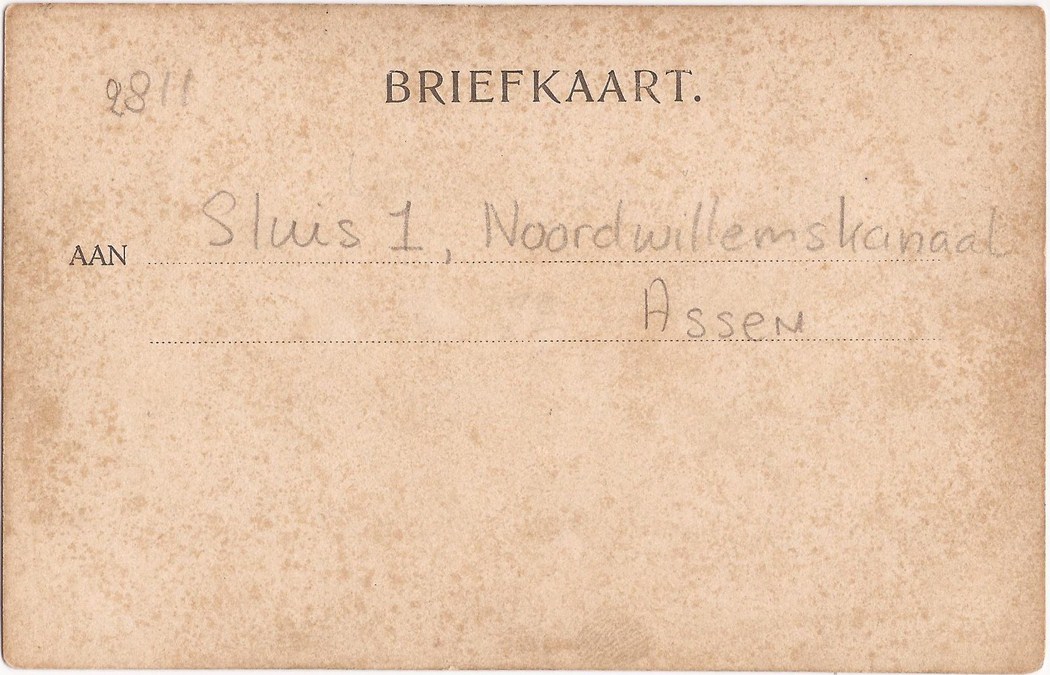 2811
BRIEFKAART.
AAN Sluis 1, Noordwillemskanaal
Assen